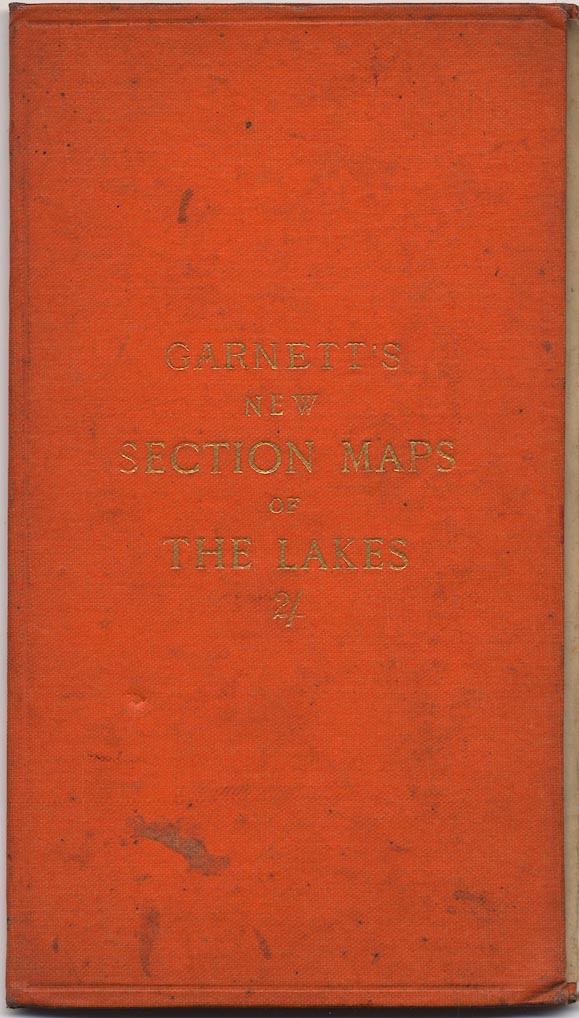 GARNETT'S
NEW
SECTION MAPS
OF
THE LAKES
2/